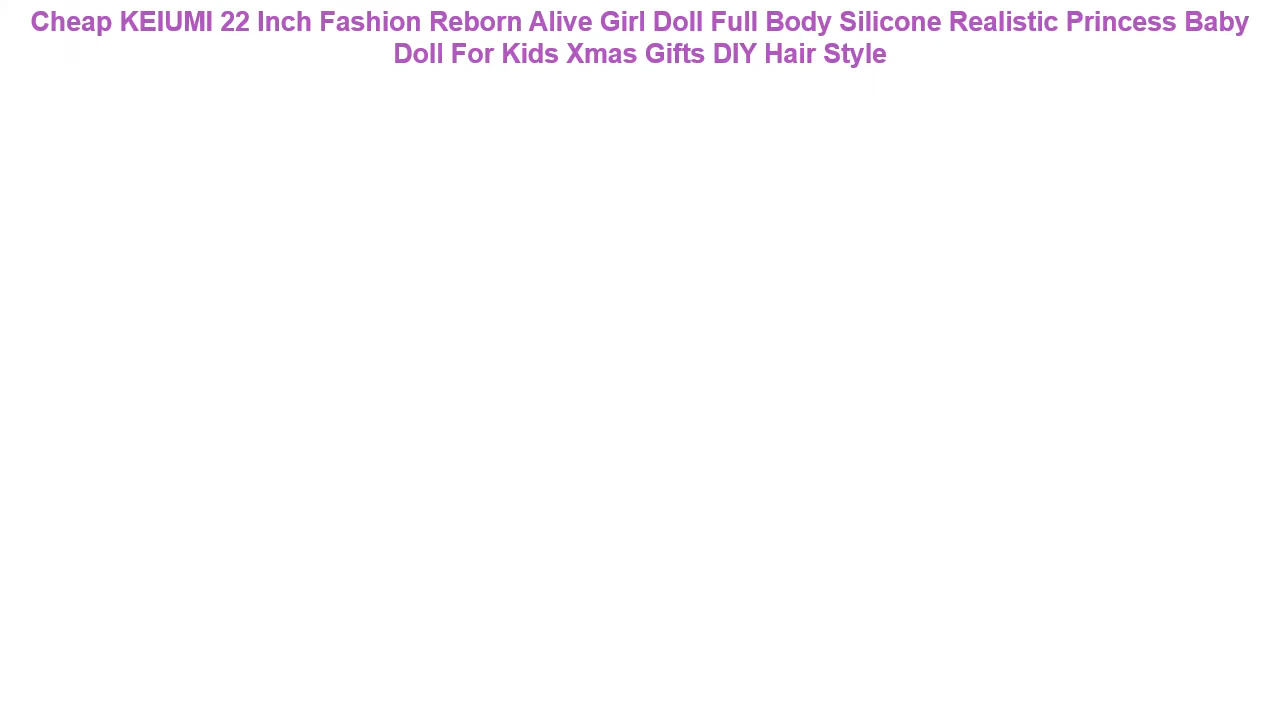 Cheap KEIUMI 22 Inch Fashion Reborn Alive Girl Doll Full Body Silicone Realistic Princess Baby
Doll For Kids Xmas Gifts DIY Hair Style